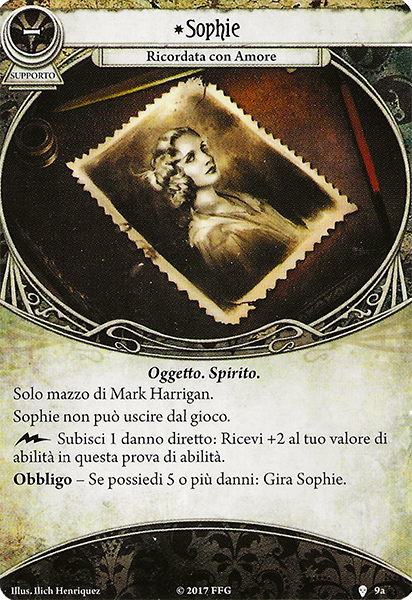 *Sophie
Ricordata con Amore
SUPPORTO
Oggetto. Spirito.
Solo mazzo di Mark Harrigan.
Sophie non può uscire dal gioco.
Subisci 1 danno diretto: Ricevi +2 al tuo valore di
abilità in questa prova di abilità.
Obbligo – Se possiedi 5 o più danni: Gira Sophie.
Illus. Ilich Henriquez
© 2017 FFG
9a